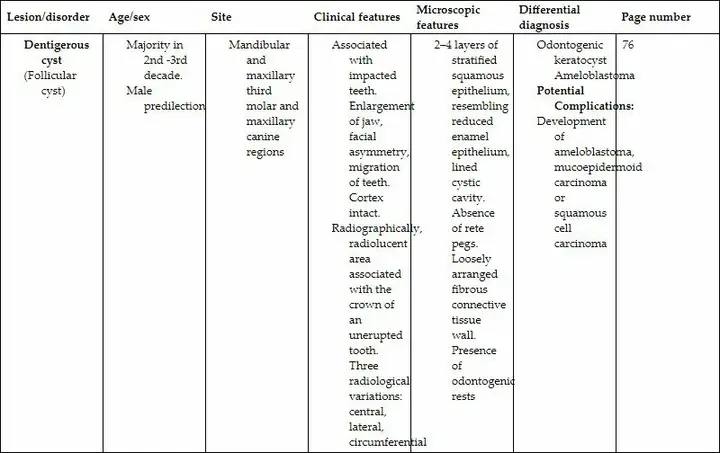 Lesion/disorder
Age/sex
Site
Clinical features
Microscopic
features
Differential
diagnosis
Page number
Dentigerous
cyst
(Follicular
cyst)
Majority in
2nd -3rd
decade.
Male
predilection
Mandibular
and
maxillary
third
molar and
maxillary
canine
regions
Associated
with
impacted
teeth.
Enlargement
of jaw,
facial
asymmetry,
migration
of teeth.
Cortex
intact.
Radiographically,
radiolucent
area
associated
with the
crown of
an
unerupted
tooth.
Three
radiological
variations:
central,
lateral,
circumferential
2–4 layers of
stratified
squamous
epithelium,
resembling
reduced
enamel
epithelium,
lined
cystic
cavity.
Absence
of rete
pegs.
Loosely
arranged
fibrous
connective
tissue
wall.
Presence
of
odontogenic
rests
Odontogenic
keratocyst
Ameloblastoma
Potential
Complications:
Development
of
ameloblastoma,
mucoepidermoid
carcinoma
or
squamous
cell
carcinoma
76